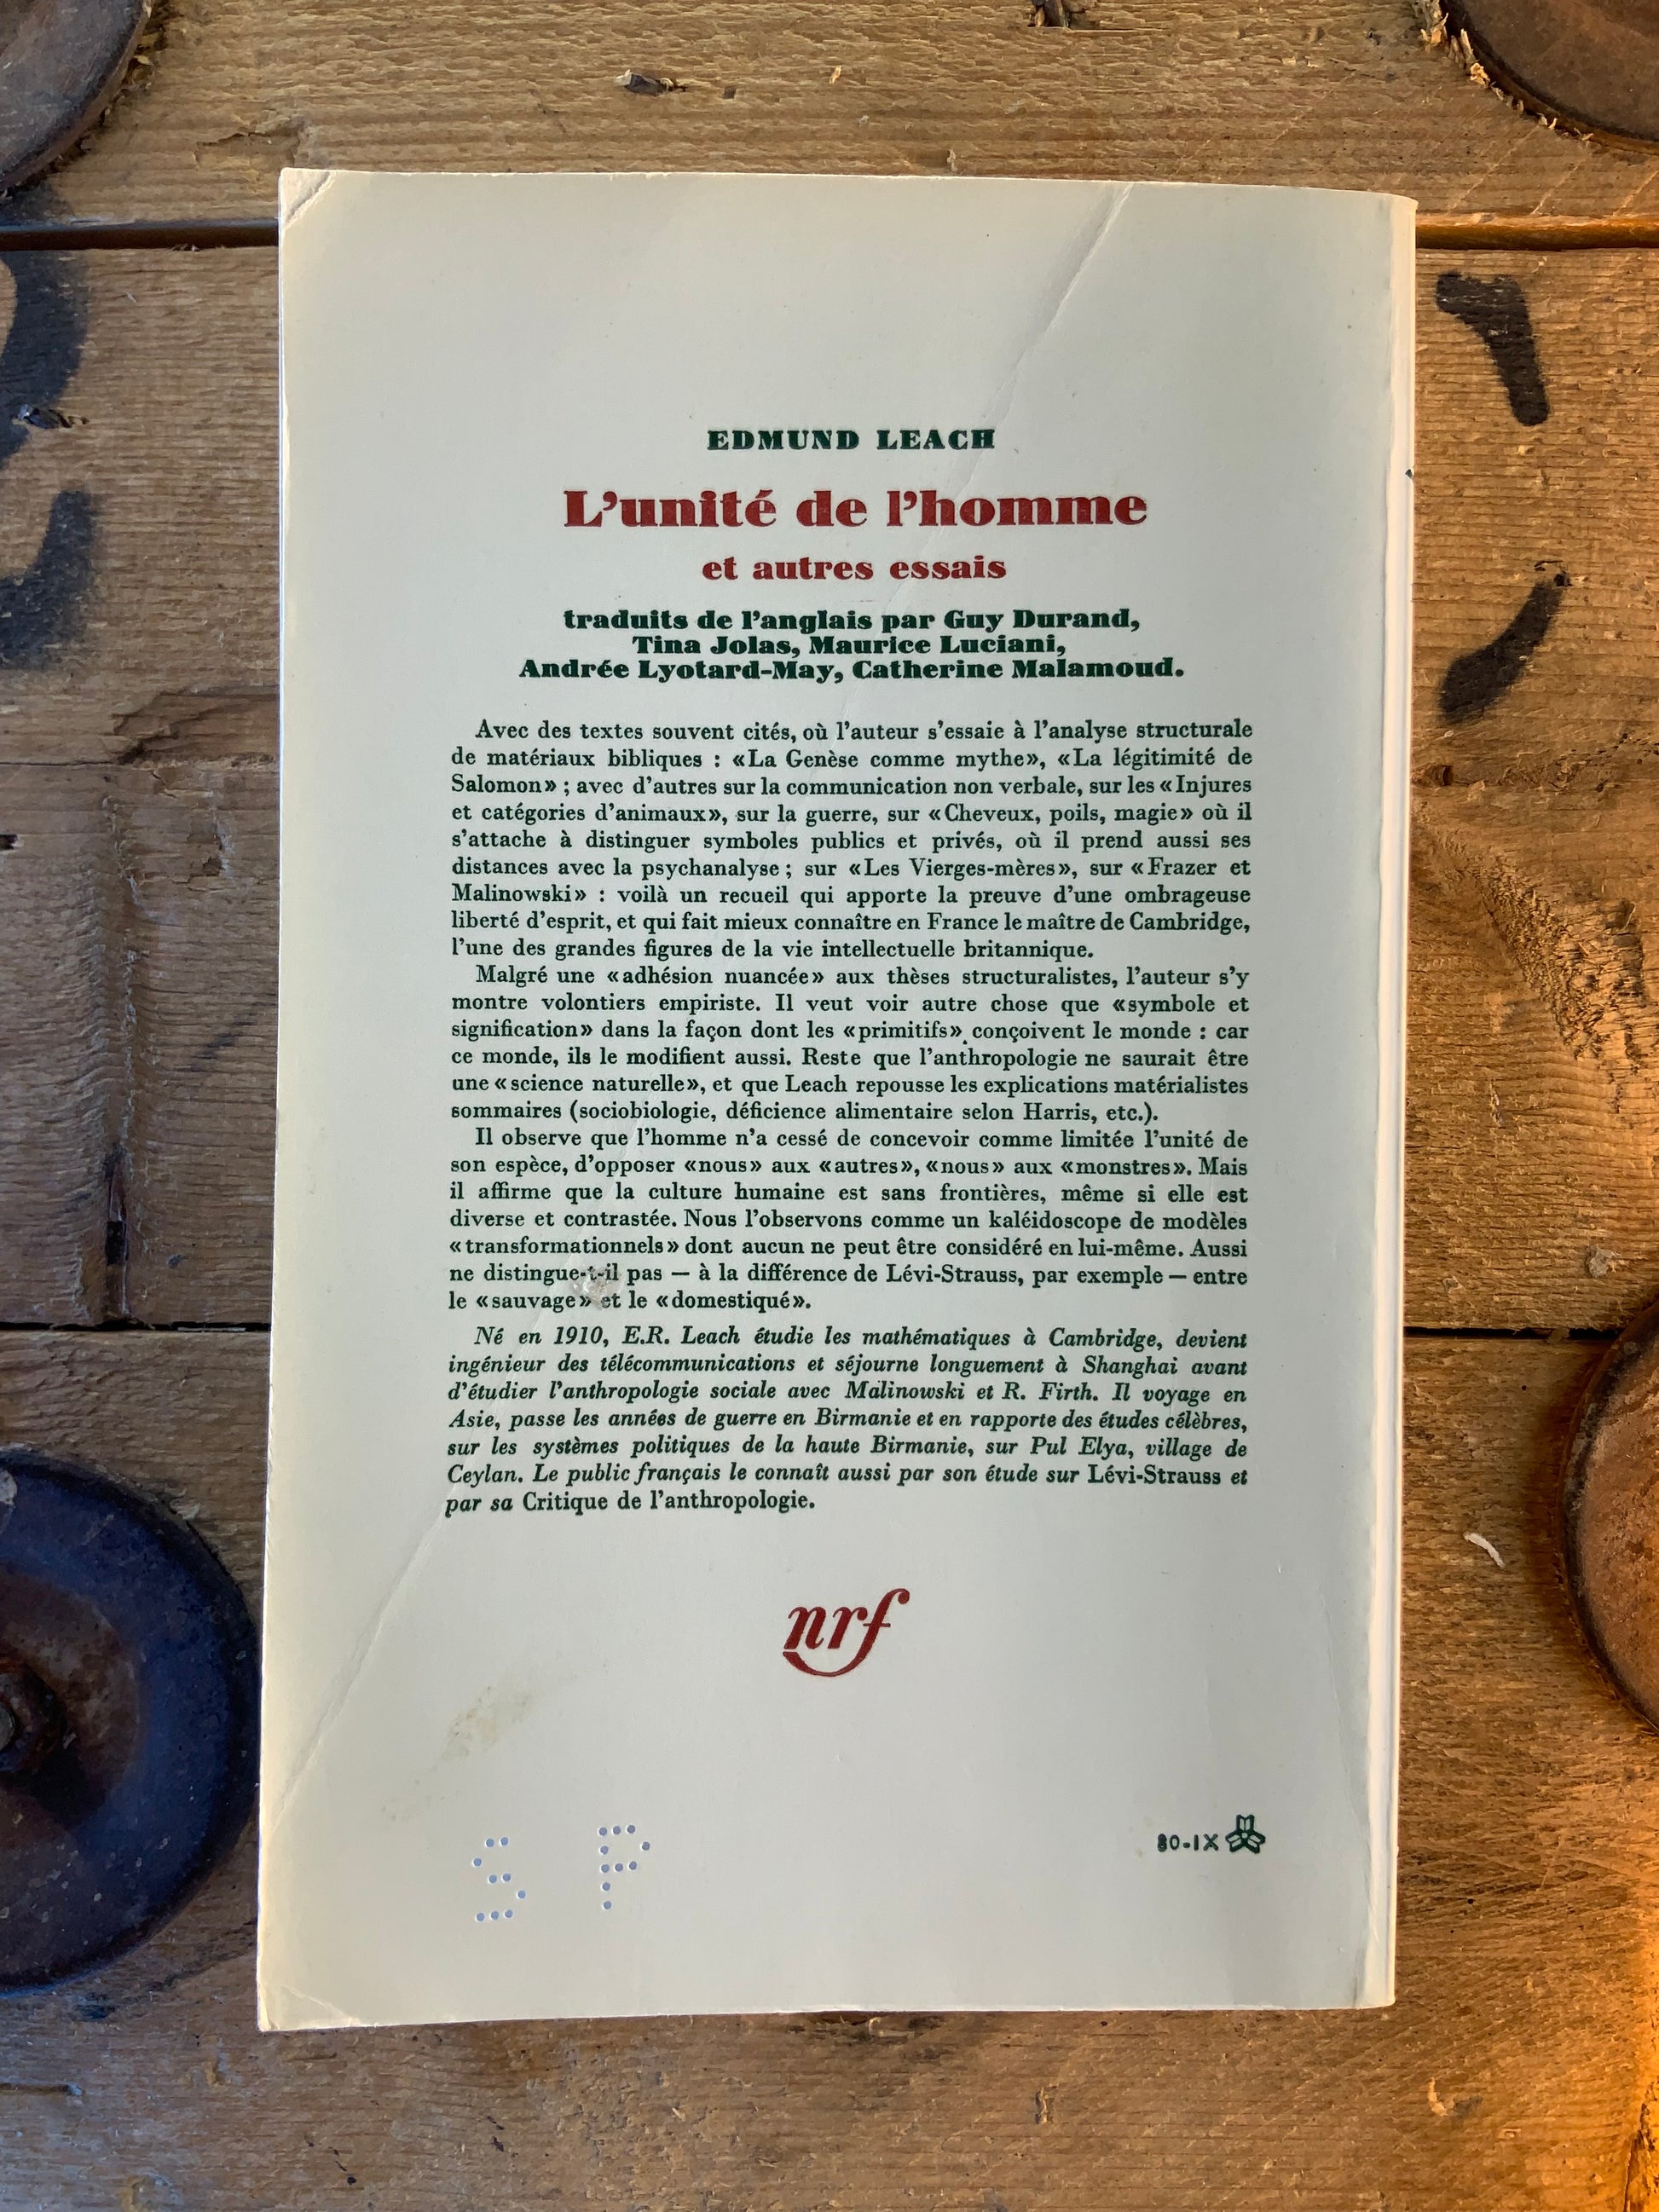 EDMUND LEACH
L'unité de l'homme
et autres essais
traduits de l'anglais par Guy Durand,
Tina Jolas, Maurice Luciani,
Andrée Lyotard-May, Catherine Malamoud.
Avec des textes souvent cités, où l'auteur s'essaie à l'analyse structurale
de matériaux bibliques : «La Genèse comme mythe», «La légitimité de
Salomon» ; avec d'autres sur la communication non verbale, sur les «Injures
et catégories d'animaux», sur la guerre, sur «Cheveux, poils, magie» où il
s'attache à distinguer symboles publics et privés, où il prend aussi ses
distances avec la psychanalyse ; sur «Les Vierges-mères», sur «Frazer et
Malinowski» : voilà un recueil qui apporte la preuve d'une ombrageuse
liberté d'esprit, et qui fait mieux connaître en France le maître de Cambridge,
l'une des grandes figures de la vie intellectuelle britannique.
Malgré une «adhésion nuancée» aux thèses structuralistes, l'auteur s'y
montre volontiers empiriste. Il veut voir autre chose que «symbole et
signification» dans la façon dont les «primitifs» conçoivent le monde : car
ce monde, ils le modifient aussi. Reste que l'anthropologie ne saurait être
une «science naturelle», et que Leach repousse les explications matérialistes
sommaires (sociobiologie, déficience alimentaire selon Harris, etc.).
Il observe que l'homme n'a cessé de concevoir comme limitée l'unité de
son espèce, d'opposer «nous» aux «autres», «nous» aux «monstres». Mais
il affirme que la culture humaine est sans frontières, même si elle est
diverse et contrastée. Nous l'observons comme un kaléidoscope de modèles
«transformationnels» dont aucun ne peut être considéré en lui-même. Aussi
ne distingue-t-il pas — à la différence de Lévi-Strauss, par exemple — entre
le «sauvage» et le «domestiqué».
Né en 1910, E.R. Leach étudie les mathématiques à Cambridge, devient
ingénieur des télécommunications et séjourne longuement à Shanghai avant
d'étudier l'anthropologie sociale avec Malinowski et R. Firth. Il voyage en
Asie, passe les années de guerre en Birmanie et en rapporte des études célèbres,
sur les systèmes politiques de la haute Birmanie, sur Pul Elya, village de
Ceylan. Le public français le connaît aussi par son étude sur Lévi-Strauss et
par sa Critique de l'anthropologie.
nrf
S P
80-IX